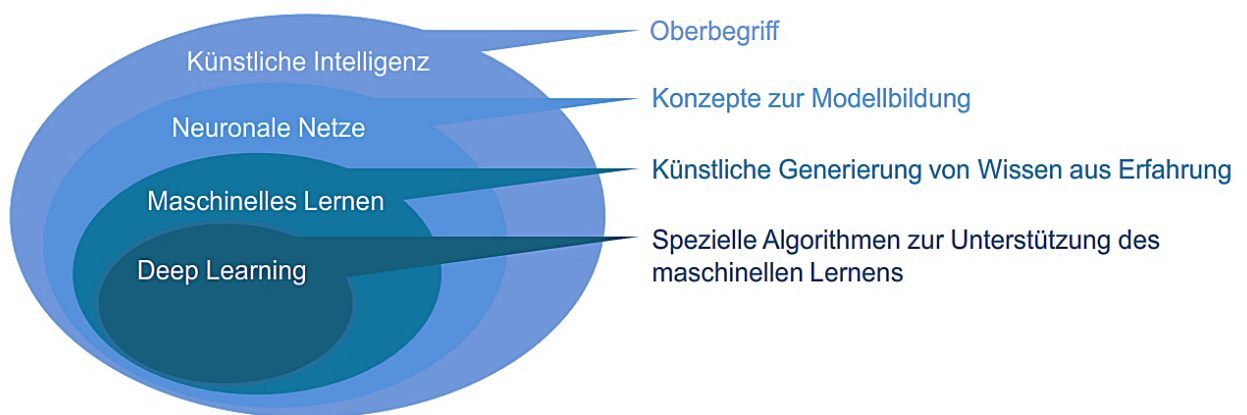 Oberbegriff
Künstliche Intelligenz
Konzepte zur Modellbildung
Neuronale Netze
Künstliche Generierung von Wissen aus Erfahrung
Maschinelles Lernen
Spezielle Algorithmen zur Unterstützung des
maschinellen Lernens
Deep Learning